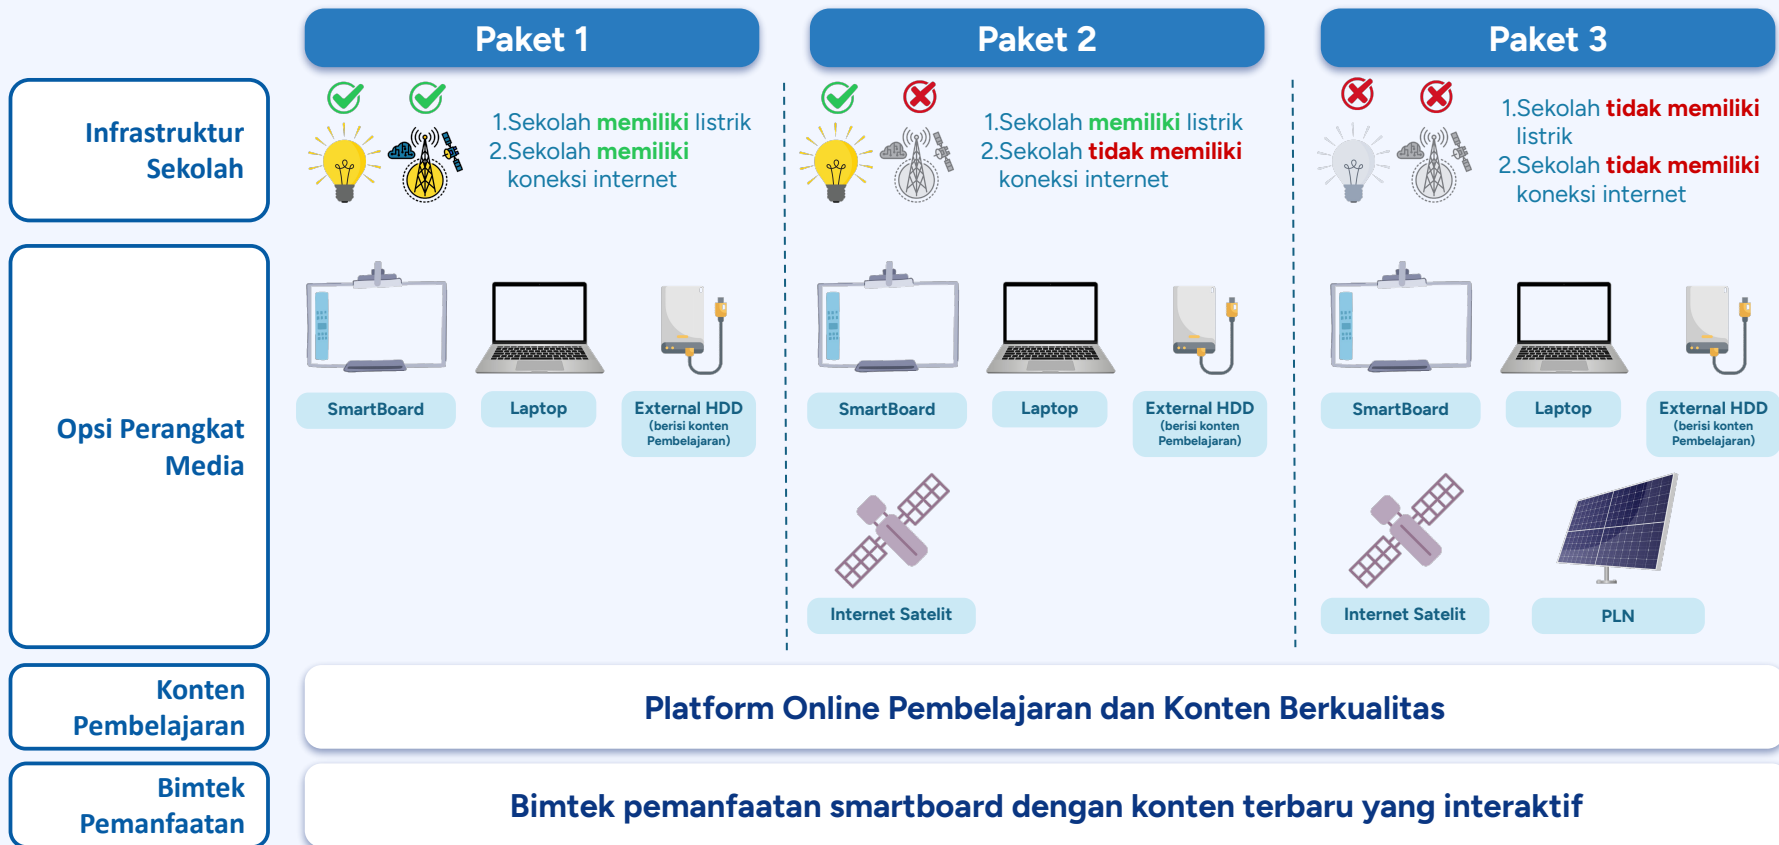 Paket 1
Paket 2
Paket 3
Infrastruktur
Sekolah
1.Sekolah memiliki listrik
2.Sekolah memiliki
koneksi internet
1.Sekolah memiliki listrik
2.Sekolah tidak memiliki
koneksi internet
1.Sekolah tidak memiliki
listrik
2.Sekolah tidak memiliki
koneksi internet
Opsi Perangkat
Media
SmartBoard
Laptop
External HDD
(berisi konten
Pembelajaran)
SmartBoard
Laptop
External HDD
(berisi konten
Pembelajaran)
Internet Satelit
SmartBoard
Laptop
External HDD
(berisi konten
Pembelajaran)
Internet Satelit
PLN
Konten
Pembelajaran
Platform Online Pembelajaran dan Konten Berkualitas
Bimtek
Pemanfaatan
Bimtek pemanfaatan smartboard dengan konten terbaru yang interaktif